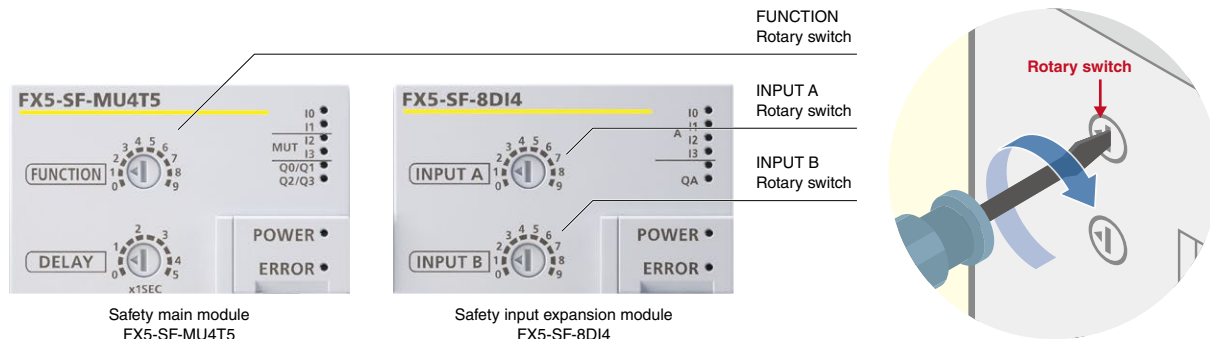 FUNCTION
Rotary switch
INPUT A
Rotary switch
INPUT B
Rotary switch
FX5-SF-MU4T5
FUNCTION
0 1 2 3 4 5 6 7 8 9
I0
I1
MUT I2
I3
Q0/Q1
Q2/Q3
DELAY
0 1 2 3 4 5
x1SEC
POWER
ERROR
Safety main module
FX5-SF-MU4T5
FX5-SF-8DI4
INPUT A
0 1 2 3 4 5 6 7 8 9
I0
I1
A I2
I3
QA
INPUT B
0 1 2 3 4 5 6 7 8 9
POWER
ERROR
Safety input expansion module
FX5-SF-8DI4
Rotary switch